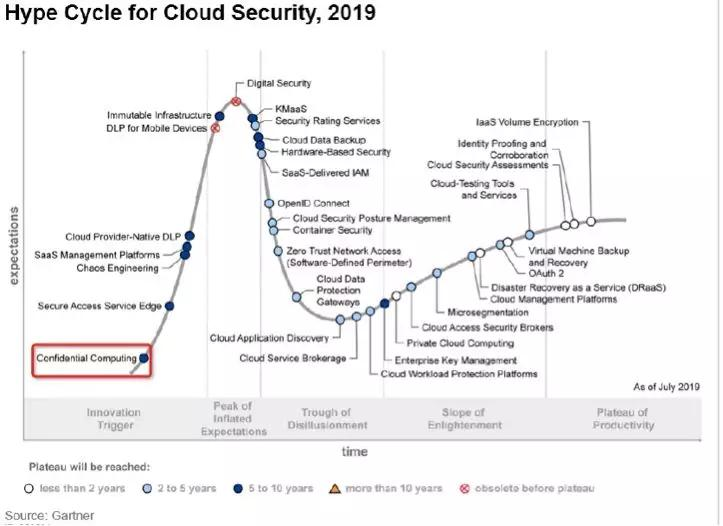 Hype Cycle for Cloud Security, 2019
expectations
Digital Security
Immutable Infrastructure
DLP for Mobile Devices
KMaaS
Security Rating Services
Cloud Data Backup
Hardware-Based Security
SaaS-Delivered IAM
OpenID Connect
Cloud Security Posture Management
Container Security
Zero Trust Network Access
(Software-Defined Perimeter)
Cloud Data
Protection
Gateways
Cloud Provider-Native DLP
SaaS Management Platforms
Chaos Engineering
Secure Access Service Edge
Confidential Computing
Cloud Application Discovery
Cloud Service Brokerage
Cloud Workload Protection Platforms
Enterprise Key Management
Private Cloud Computing
Cloud Access Security Brokers
Microsegmentation
Cloud Management Platforms
Disaster Recovery as a Service (DRaaS)
OAuth 2
Virtual Machine Backup
and Recovery
Cloud-Testing Tools
and Services
Cloud Security Assessments
Identity Proofing and
Corroboration
IaaS Volume Encryption
As of July 2019
Innovation
Trigger
Peak of
Inflated
Expectations
Trough of
Disillusionment
Slope of
Enlightenment
Plateau of
Productivity
time
Plateau will be reached:
less than 2 years
2 to 5 years
5 to 10 years
more than 10 years
obsolete before plateau
Source: Gartner